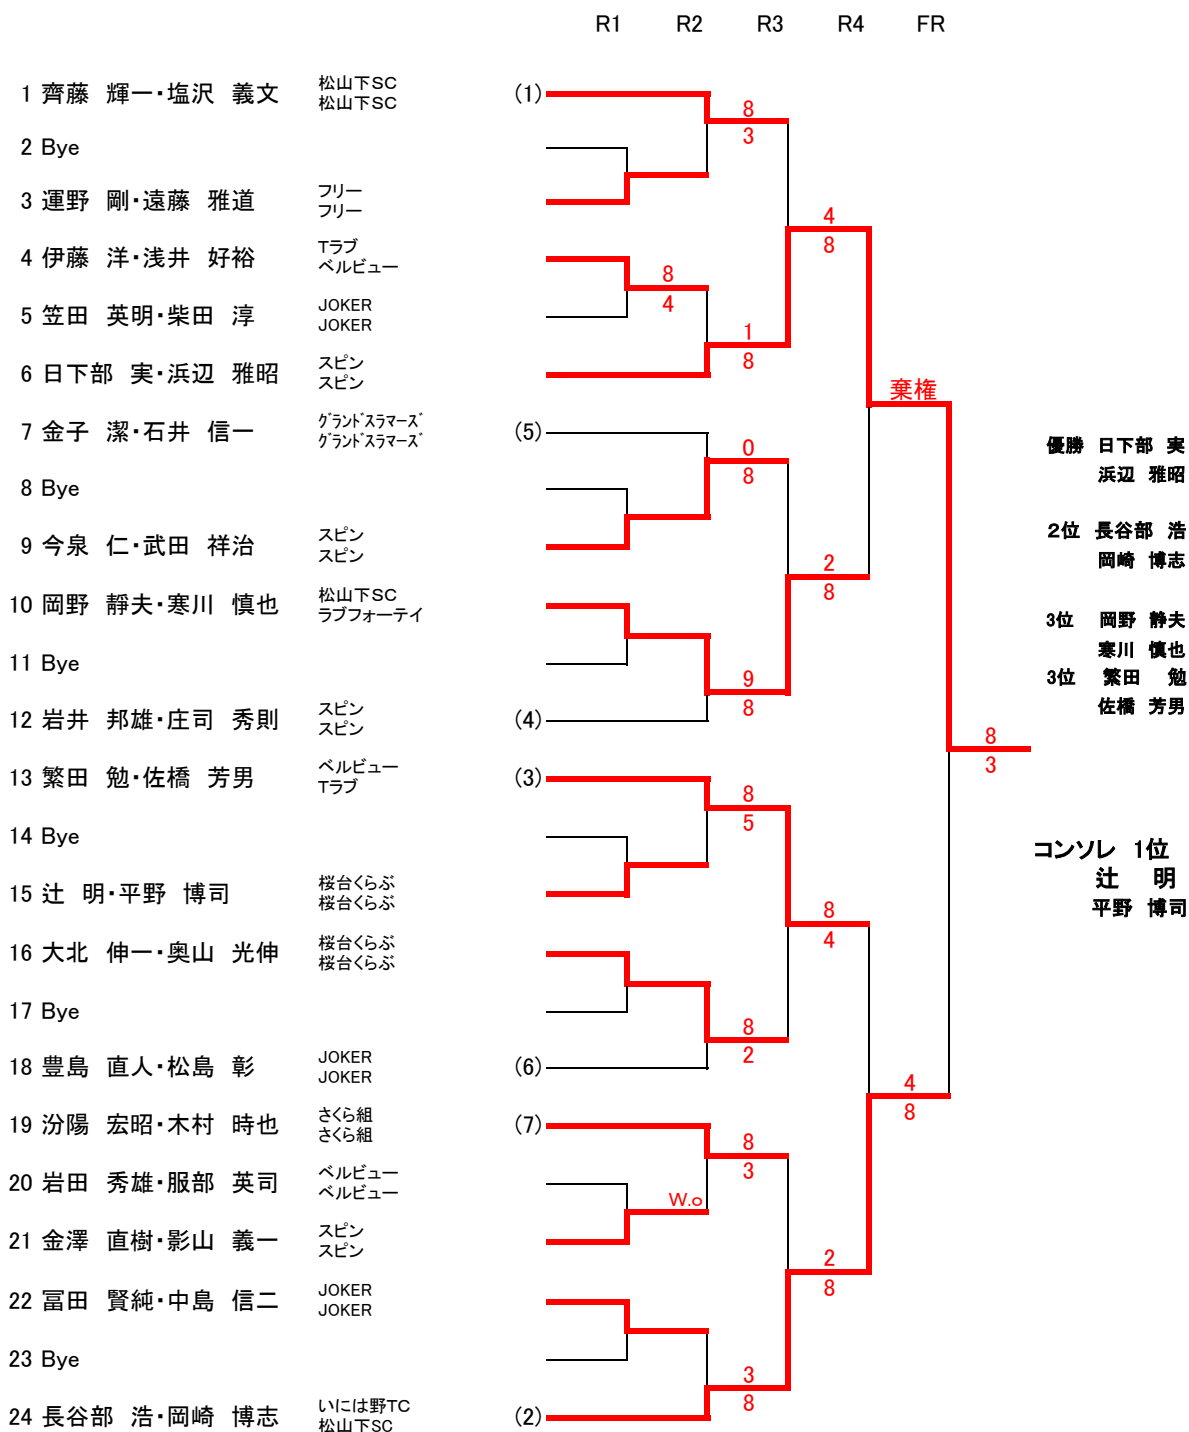 R1 R2 R3 R4 FR
1 齊藤 輝一・塩沢 義文 松山下SC (1)
松山下SC
8
3
2 Bye
3 運野 剛・遠藤 雅道 フリー
フリー
4
8
4 伊藤 洋・浅井 好裕 Tラブ
ベルビュー
8
4
5 笠田 英明・柴田 淳 JOKER
JOKER
1
8
6 日下部 実・浜辺 雅昭 スピン
スピン
棄権
7 金子 潔・石井 信一 グランドスラマーズ (5)
グランドスラマーズ
0
8
8 Bye
9 今泉 仁・武田 祥治 スピン
スピン
2
8
10 岡野 靜夫・寒川 慎也 松山下SC
ラブフォーテイ
11 Bye
9
8
12 岩井 邦雄・庄司 秀則 スピン (4)
スピン
優勝 日下部 実
浜辺 雅昭
2位 長谷部 浩
岡崎 博志
3位 岡野 静夫
寒川 慎也
3位 繁田 勉
佐橋 芳男
8
3
13 繁田 勉・佐橋 芳男 ベルビュー (3)
Tラブ
8
5
14 Bye
15 辻 明・平野 博司 桜台くらぶ
桜台くらぶ
8
4
コンソレ 1位
辻 明
平野 博司
16 大北 伸一・奥山 光伸 桜台くらぶ
桜台くらぶ
17 Bye
8
2
18 豊島 直人・松島 彰 JOKER (6)
JOKER
4
8
19 汾陽 宏昭・木村 時也 さくら組 (7)
さくら組
8
3
20 岩田 秀雄・服部 英司 ベルビュー
ベルビュー
W.o
21 金澤 直樹・影山 義一 スピン
スピン
2
8
22 冨田 賢純・中島 信二 JOKER
JOKER
23 Bye
3
8
24 長谷部 浩・岡崎 博志 いには野TC (2)
松山下SC